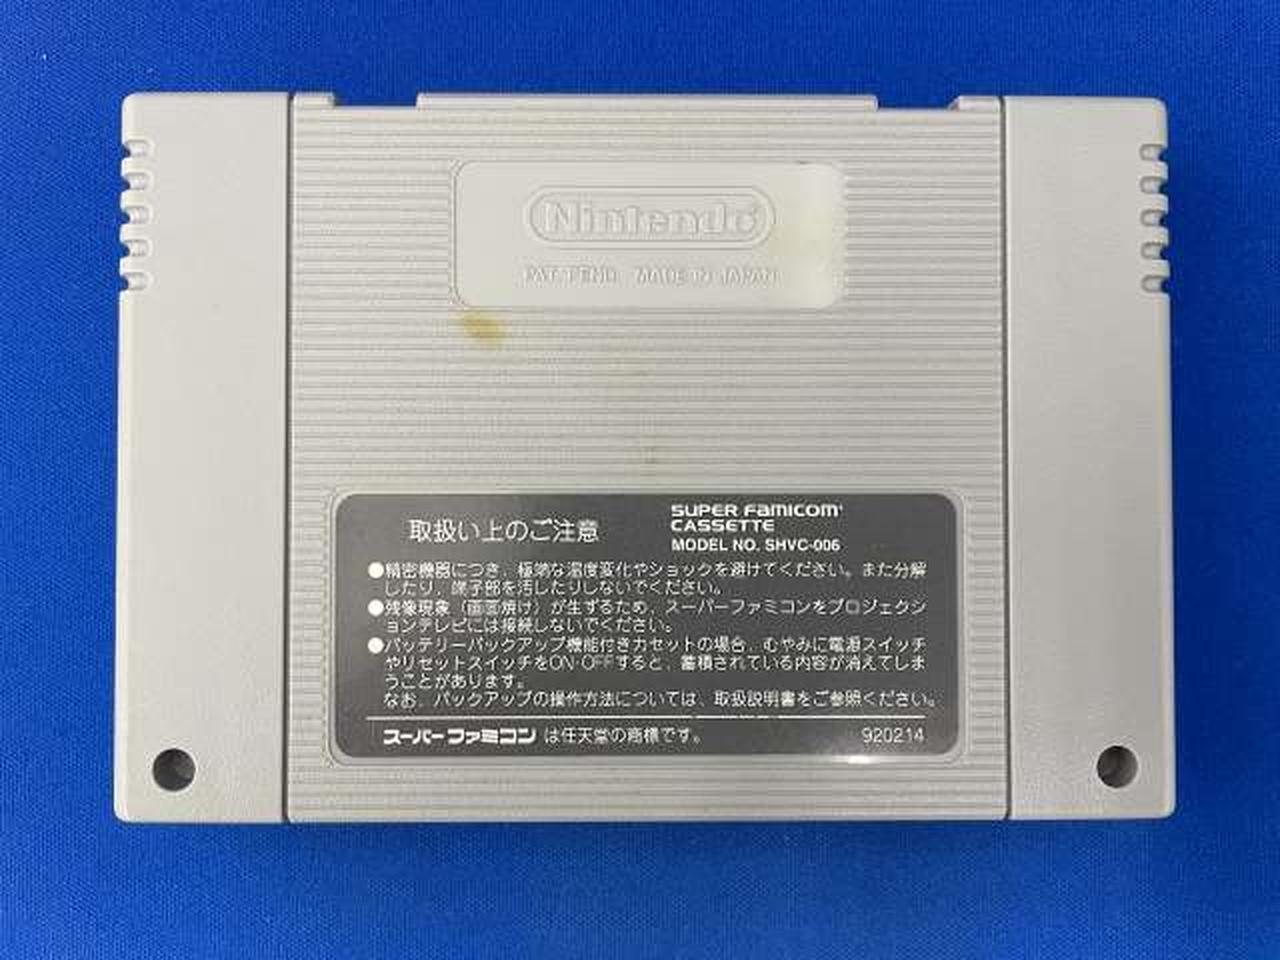 Nintendo
PAT.PEND. MADE IN JAPAN
取扱い上のご注意
SUPER FAMICOM
CASSETTE
MODEL NO. SHVC-006
●精密機器につき、極端な温度変化やショックを避けてください。また分解
したり、端子部を汚したりしないでください。
●残像現象（画面焼け）が生ずるため、スーパーファミコンをプロジェクシ
ョンテレビには接続しないでください。
●バッテリーバックアップ機能付きカセットの場合、むやみに電源スイッチ
やリセットスイッチをON・OFFすると、蓄積されている内容が消えてしま
うことがあります。
なお、バックアップの操作方法については、取扱説明書をご参照ください。
スーパーファミコン は任天堂の商標です。
920214